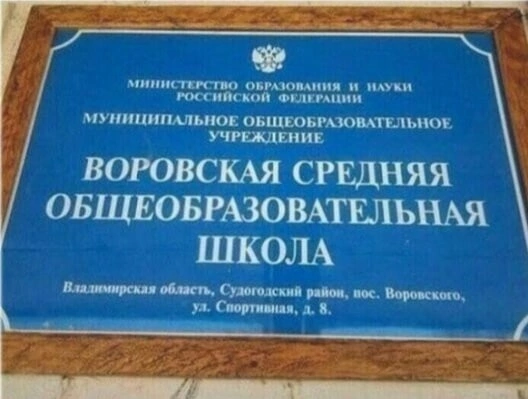 МИНИСТЕРСТВО ОБРАЗОВАНИЯ И НАУКИ
РОССИЙСКОЙ ФЕДЕРАЦИИ
МУНИЦИПАЛЬНОЕ ОБЩЕОБРАЗОВАТЕЛЬНОЕ
УЧРЕЖДЕНИЕ
ВОРОВСКАЯ СРЕДНЯЯ
ОБЩЕОБРАЗОВАТЕЛЬНАЯ
ШКОЛА
Владимирская область, Судогодский район, пос. Воровского,
ул. Спортивная, д. 8.